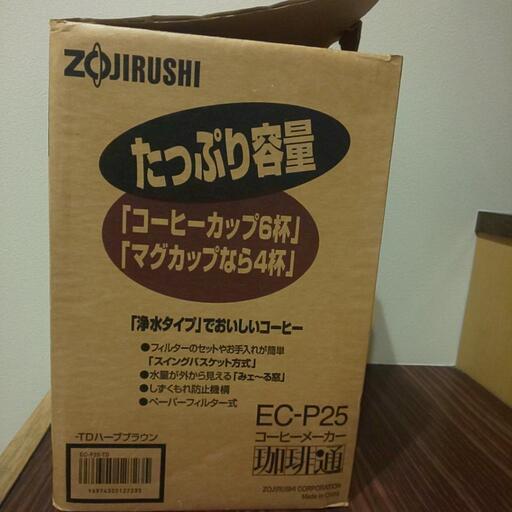 ZOJIRUSHI
たっぷり容量
「コーヒーカップ6杯」
「マグカップなら4杯」
「浄水タイプ」でおいしいコーヒー
●フィルターのセットやお手入れが簡単
「スイングバスケット方式」
●水量が外から見える「みェ〜る窓」
●しずくもれ防止機構
●ペーパーフィルター式
EC-P25
コーヒーメーカー
珈琲通
ZOJIRUSHI CORPORATION
Made in CHINA
-TDハーブブラウン
EC-P25-TD